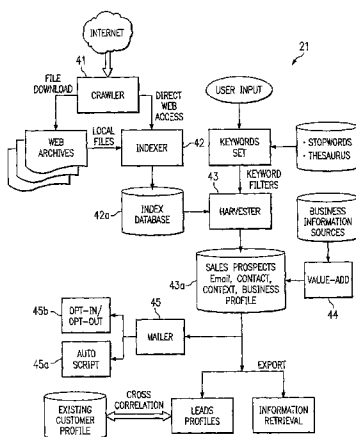 INTERNET
21
41
FILE
DOWNLOAD
CRAWLER
DIRECT
WEB
ACCESS
USER INPUT
WEB
ARCHIVES
LOCAL
FILES
INDEXER
42
KEYWORDS
SET
• STOPWORDS
• THESAURUS
43
KEYWORD
FILTERS
42a
INDEX
DATABASE
HARVESTER
BUSINESS
INFORMATION
SOURCES
43a
SALES PROSPECTS
Email, CONTACT,
CONTEXT, BUSINESS
PROFILE
VALUE-ADD
44
45b
OPT-IN/
OPT-OUT
45
MAILER
45a
AUTO
SCRIPT
EXPORT
EXISTING
CUSTOMER
PROFILE
CROSS
CORRELATION
LEADS
PROFILES
INFORMATION
RETRIEVAL